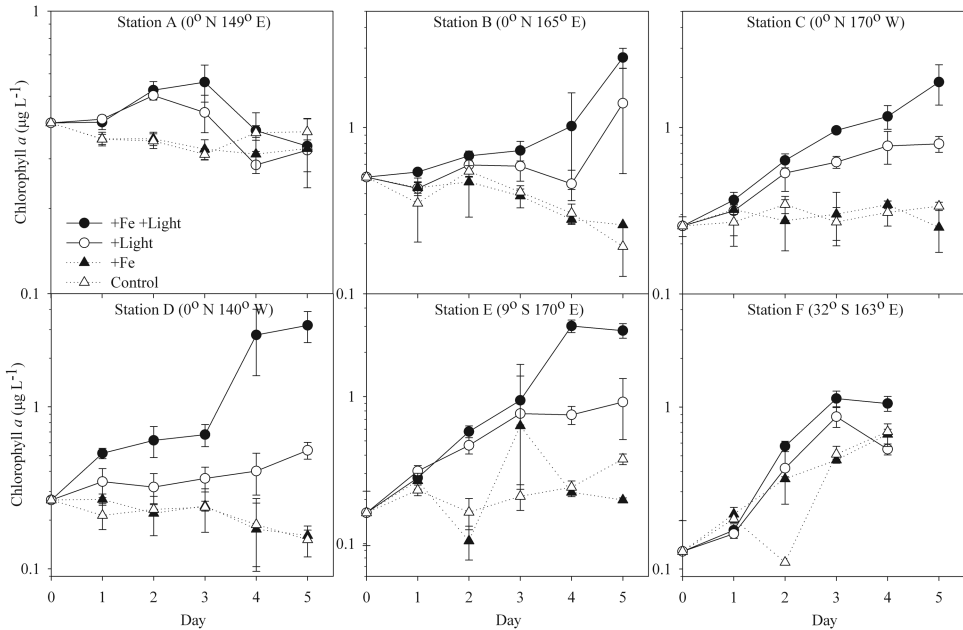 Station A (0° N 149° E)
Station B (0° N 165° E)
Station C (0° N 170° W)
1
1
1
Chlorophyll a (µg L⁻¹)
+Fe +Light
+Light
+Fe
Control
0.1
0.1
0.1
Station D (0° N 140° W)
Station E (9° S 170° E)
Station F (32° S 163° E)
1
1
1
Chlorophyll a (µg L⁻¹)
0.1
0.1
0.1
0 1 2 3 4 5
0 1 2 3 4 5
0 1 2 3 4 5
Day
Day
Day